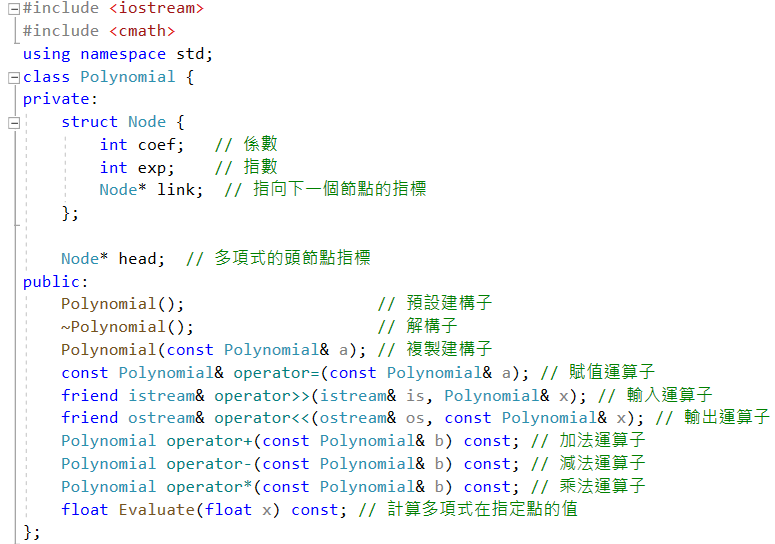 #include <iostream>
#include <cmath>
using namespace std;
class Polynomial {
private:
    struct Node {
        int coef;   // 係數
        int exp;    // 指數
        Node* link;  // 指向下一個節點的指標
    };

    Node* head;  // 多項式的頭節點指標
public:
    Polynomial();                    // 預設建構子
    ~Polynomial();                   // 解構子
    Polynomial(const Polynomial& a); // 複製建構子
    const Polynomial& operator=(const Polynomial& a); // 賦值運算子
    friend istream& operator>>(istream& is, Polynomial& x); // 輸入運算子
    friend ostream& operator<<(ostream& os, const Polynomial& x); // 輸出運算子
    Polynomial operator+(const Polynomial& b) const; // 加法運算子
    Polynomial operator-(const Polynomial& b) const; // 減法運算子
    Polynomial operator*(const Polynomial& b) const; // 乘法運算子
    float Evaluate(float x) const; // 計算多項式在指定點的值
};